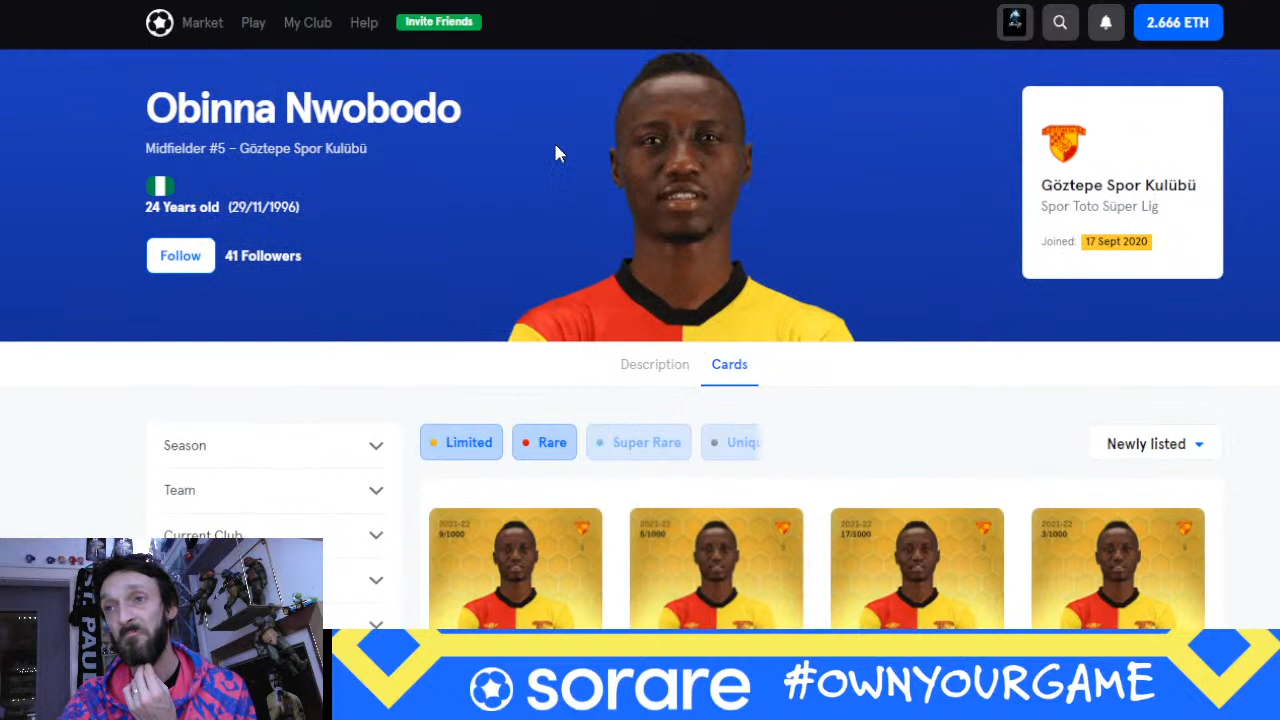 Market Play My Club Help Invite Friends
2.666 ETH
Obinna Nwobodo
Midfielder #5 – Göztepe Spor Kulübü
24 Years old (29/11/1996)
Follow 41 Followers
Göztepe Spor Kulübü
Spor Toto Süper Lig
Joined: 17 Sept 2020
Description Cards
Season
Team
Current Club
Limited Rare Super Rare Uniqu
Newly listed
2021-22
9/1000
2021-22
5/1000
2021-22
17/1000
2021-22
3/1000
PAU
sorare #OWNYOURGAME